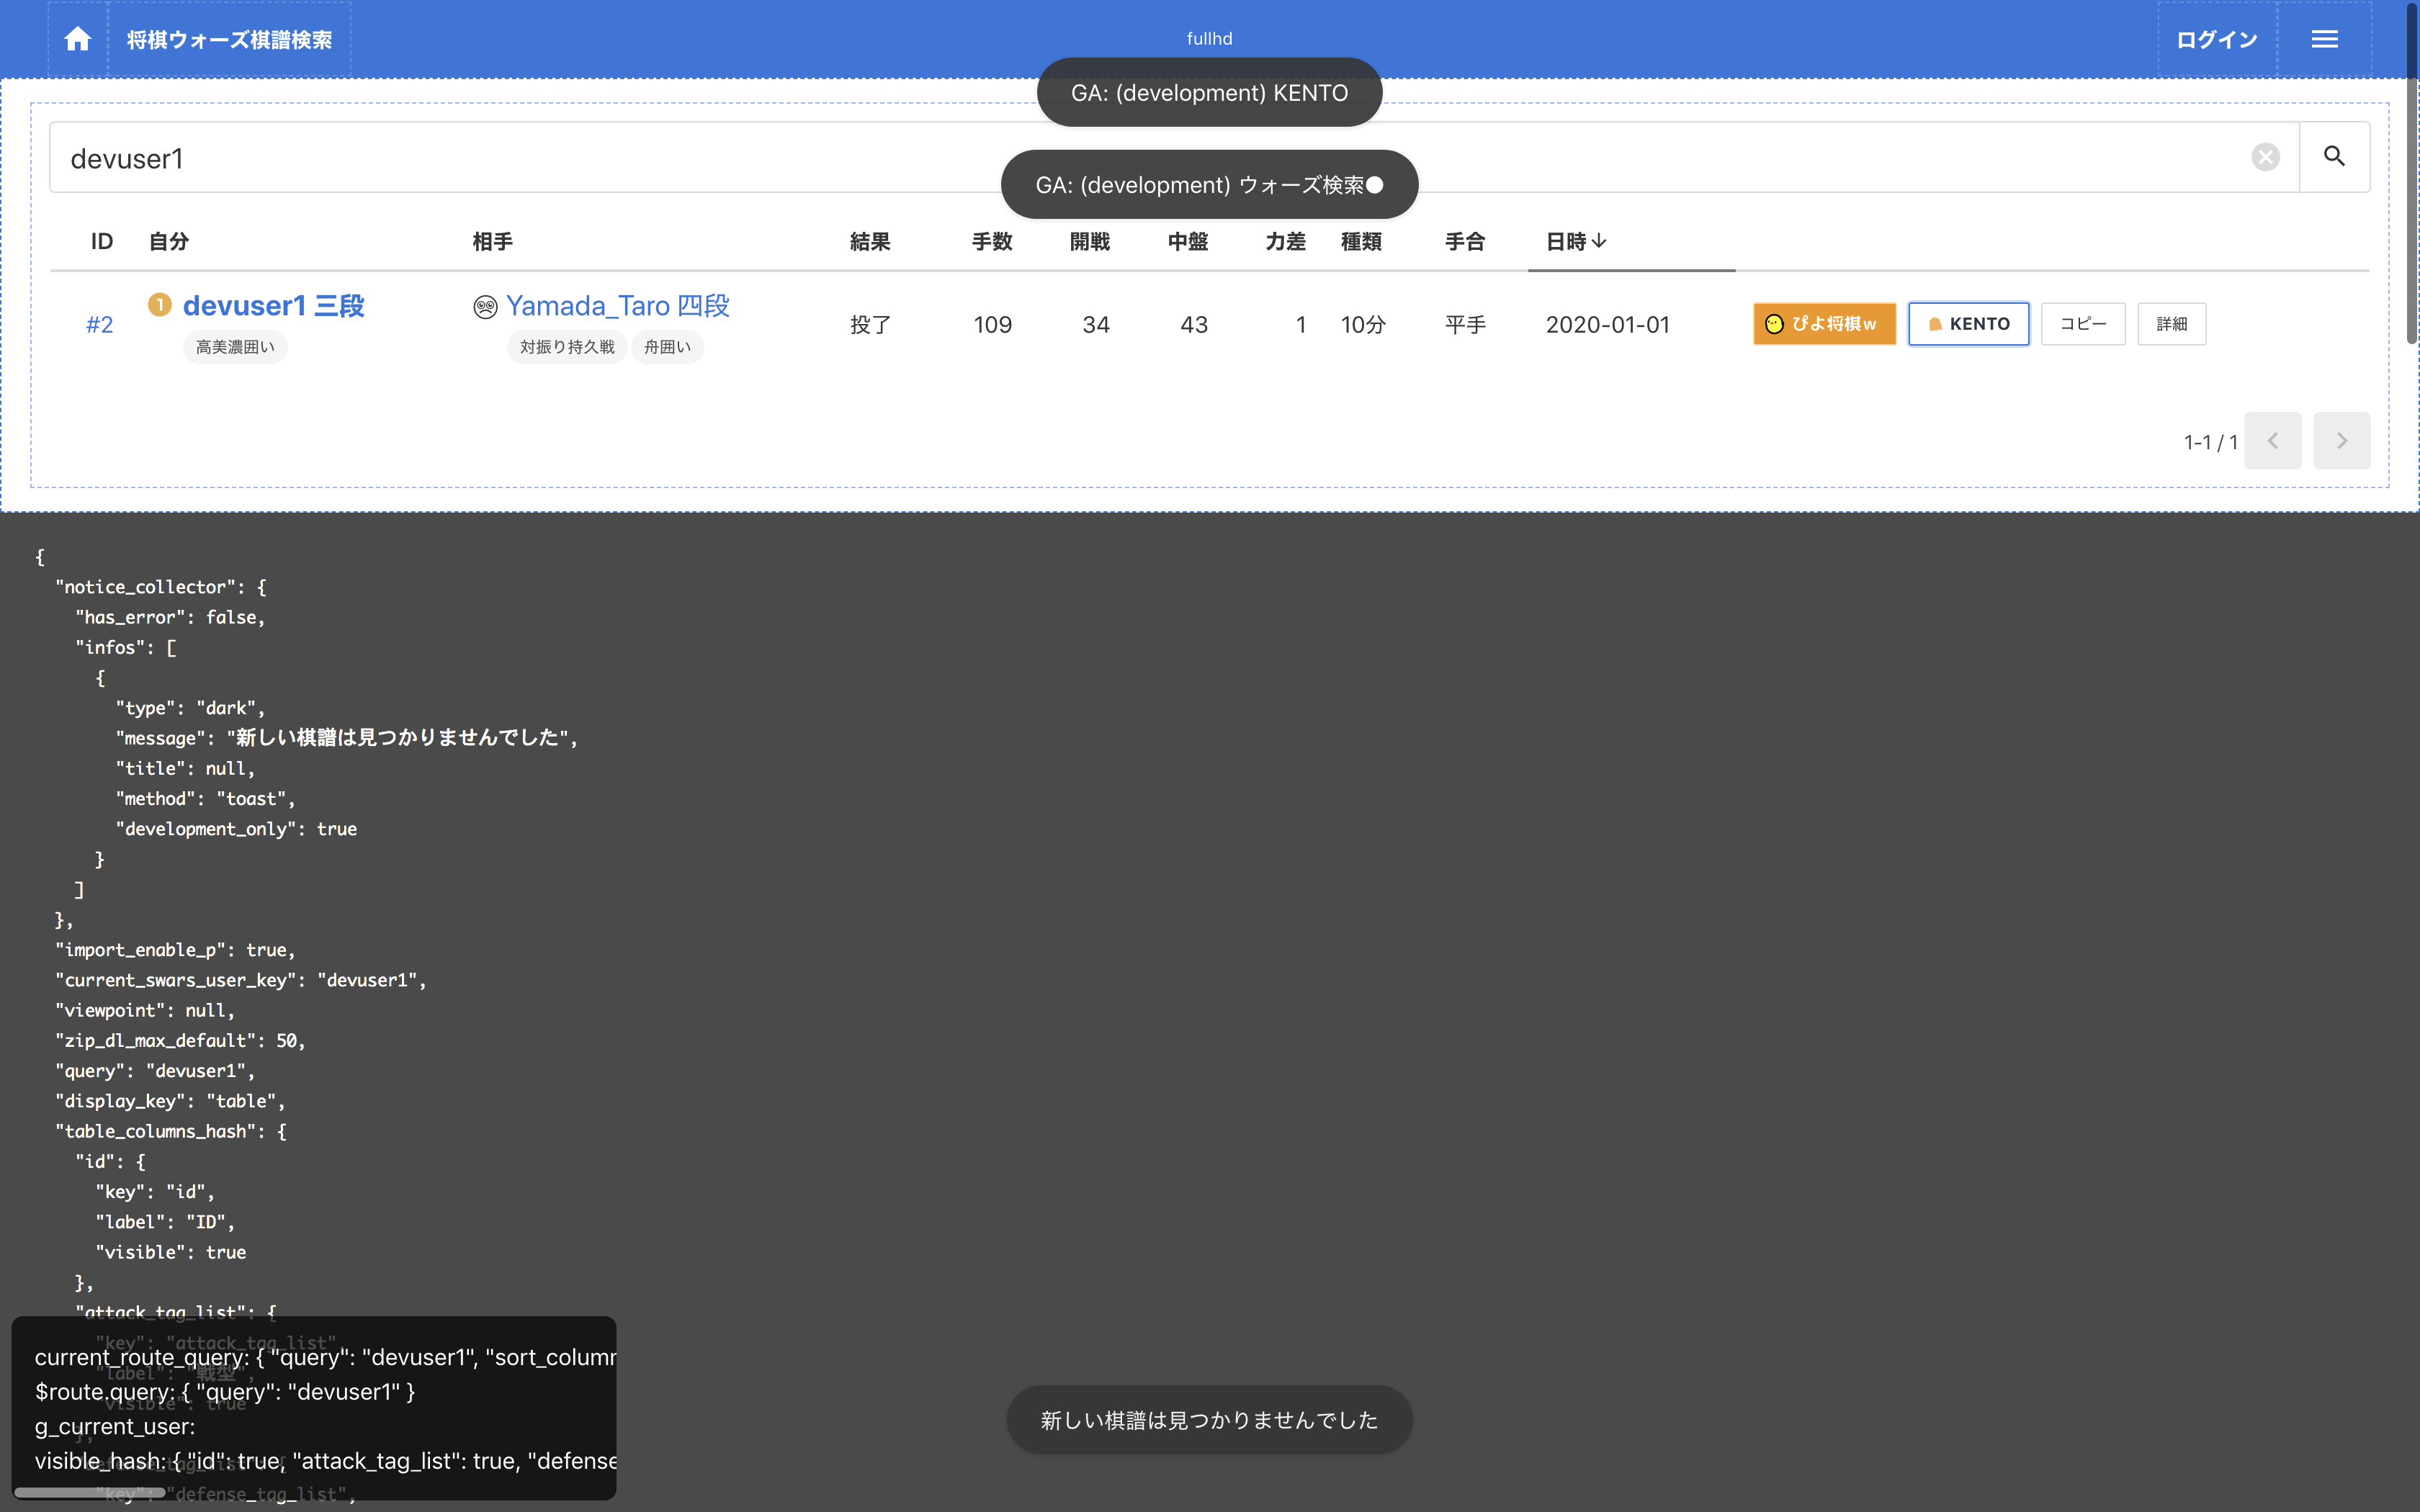 将棋ウォーズ棋譜検索
fullhd
ログイン
GA: (development) KENTO
devuser1
GA: (development) ウォーズ検索●
ID 自分 相手 結果 手数 開戦 中盤 力差 種類 手合 日時
#2 1 devuser1 三段 Yamada_Taro 四段 投了 109 34 43 1 10分 平手 2020-01-01 ぴよ将棋w KENTO コピー 詳細
高美濃囲い 対振り持久戦 舟囲い
1-1 / 1
{
"notice_collector": {
"has_error": false,
"infos": [
{
"type": "dark",
"message": "新しい棋譜は見つかりませんでした",
"title": null,
"method": "toast",
"development_only": true
}
]
},
"import_enable_p": true,
"current_swars_user_key": "devuser1",
"viewpoint": null,
"zip_dl_max_default": 50,
"query": "devuser1",
"display_key": "table",
"table_columns_hash": {
"id": {
"key": "id",
"label": "ID",
"visible": true
},
"attack_tag_list": {
"key": "attack_tag_list",
current_route_query: { "query": "devuser1", "sort_column
"label": "戦型",
$route.query: { "query": "devuser1" }
"visible": true
g_current_user:
},
visible_hash: { "id": true, "attack_tag_list": true, "defense
"defense_tag_list": {
"key": "defense_tag_list",
新しい棋譜は見つかりませんでした